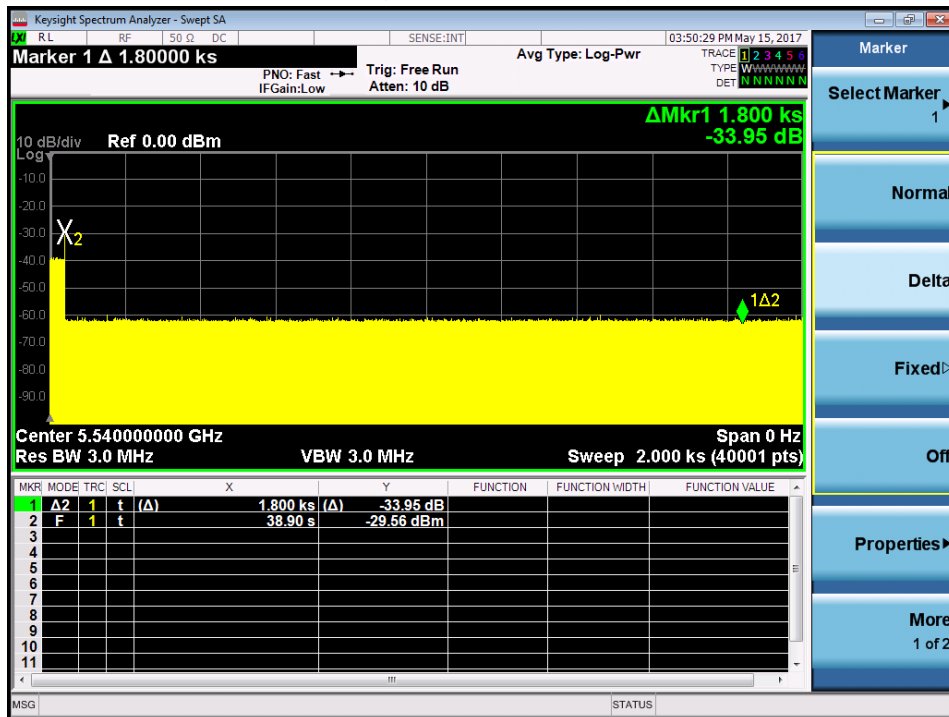 Keysight Spectrum Analyzer - Swept SA
LXI RL RF 50 Ω DC SENSE:INT 03:50:29 PM May 15, 2017
Marker 1 Δ 1.80000 ks
PNO: Fast
IFGain:Low
Trig: Free Run
Atten: 10 dB
Avg Type: Log-Pwr
TRACE 1 2 3 4 5 6
TYPE WWWWWW
DET N N N N N N
ΔMkr1 1.800 ks
-33.95 dB
10 dB/div Ref 0.00 dBm
Log
-10.0
-20.0
-30.0
-40.0
-50.0
-60.0
-70.0
-80.0
-90.0
X2
1Δ2
Center 5.540000000 GHz Span 0 Hz
Res BW 3.0 MHz VBW 3.0 MHz Sweep 2.000 ks (40001 pts)
MKR MODE TRC SCL X Y FUNCTION FUNCTION WIDTH FUNCTION VALUE
1 Δ2 1 t (Δ) 1.800 ks (Δ) -33.95 dB
2 F 1 t 38.90 s -29.56 dBm
3
4
5
6
7
8
9
10
11
MSG STATUS
Marker
Select Marker
1
Normal
Delta
Fixed
Off
Properties
More
1 of 2